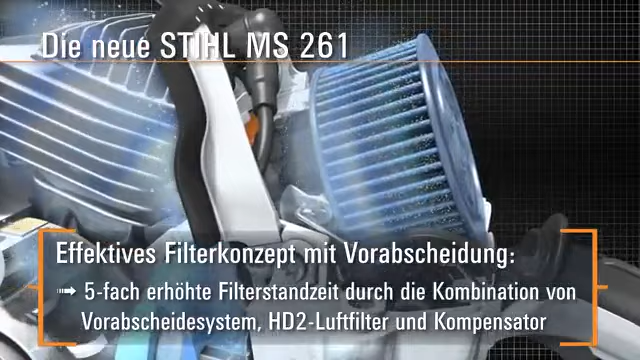 Die neue STIHL MS 261
Effektives Filterkonzept mit Vorabscheidung:
➟ 5-fach erhöhte Filterstandzeit durch die Kombination von
Vorabscheidesystem, HD2-Luftfilter und Kompensator